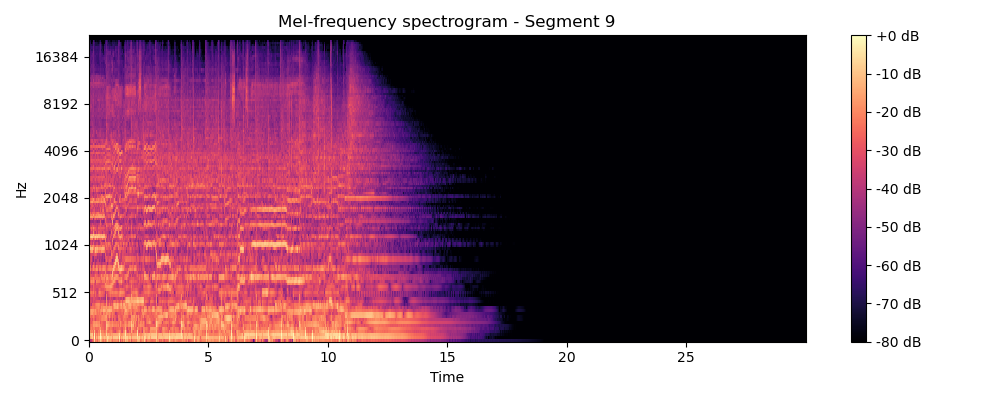 Mel-frequency spectrogram - Segment 9
Hz
16384
8192
4096
2048
1024
512
0
0 5 10 15 20 25
Time
+0 dB
-10 dB
-20 dB
-30 dB
-40 dB
-50 dB
-60 dB
-70 dB
-80 dB